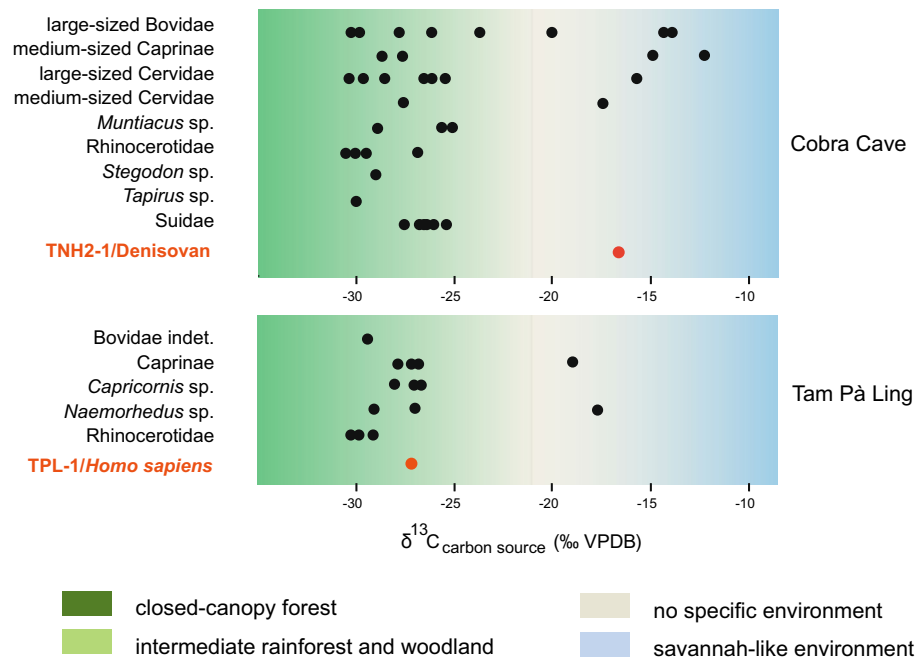 large-sized Bovidae
medium-sized Caprinae
large-sized Cervidae
medium-sized Cervidae
Muntiacus sp.
Rhinocerotidae
Stegodon sp.
Tapirus sp.
Suidae
TNH2-1/Denisovan
Cobra Cave
-30 -25 -20 -15 -10
Bovidae indet.
Caprinae
Capricornis sp.
Naemorhedus sp.
Rhinocerotidae
TPL-1/Homo sapiens
Tam Pà Ling
-30 -25 -20 -15 -10
δ13C carbon source (‰ VPDB)
closed-canopy forest
intermediate rainforest and woodland
no specific environment
savannah-like environment